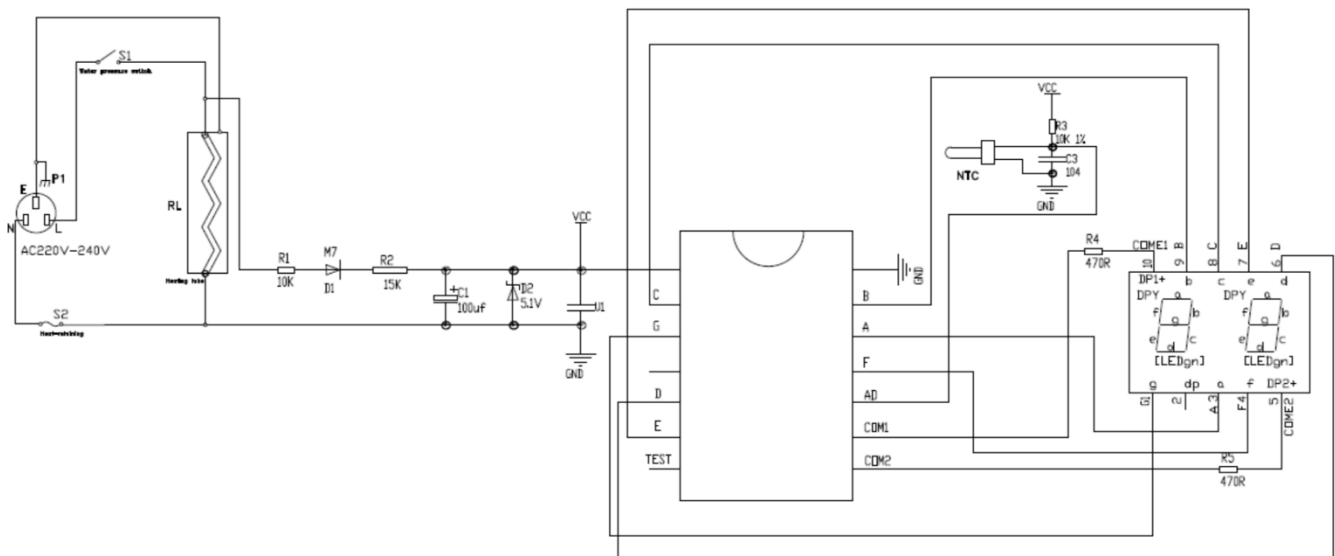 S1
Water pressure switch
P1
E
N
L
AC220V-240V
RL
Heating tube
S2
Heat-retaining
R1
10K
M7
D1
R2
15K
C1
100uf
D2
5.1V
VCC
U1
GND
C
G
D
E
TEST
GND
B
A
F
AD
COM1
COM2
VCC
R3
10K 1%
C3
104
NTC
GND
R4
470R
R5
470R
COME1
10
9 B
8 C
7 E
6 D
DP1+ b c e d
DPY a
f g b
e d c
[LEDgn]
DPY a
f g b
e d c
[LEDgn]
g dp a f DP2+
G1
2
A 3
F4
5
COME2